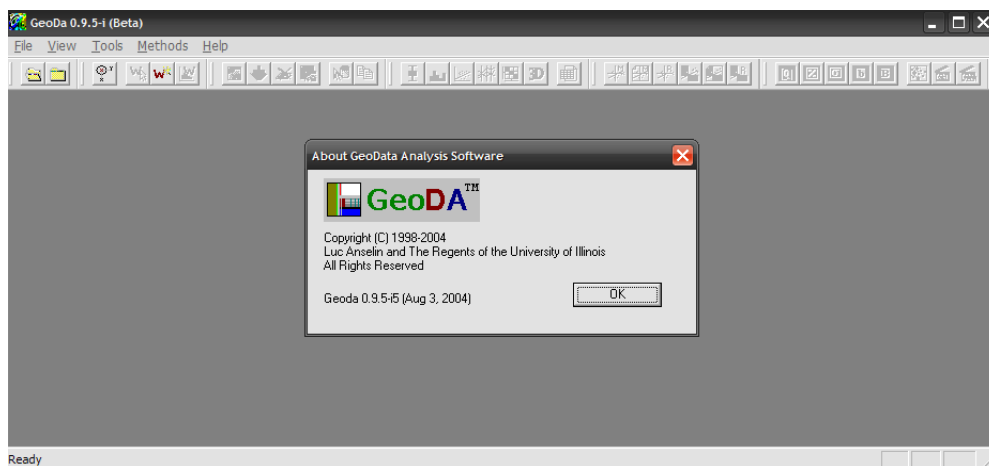 GeoDa 0.9.5-i (Beta)
File View Tools Methods Help
3D
About GeoData Analysis Software
GeoDA™
Copyright (C) 1998-2004
Luc Anselin and The Regents of the University of Illinois
All Rights Reserved
Geoda 0.9.5-i5 (Aug 3, 2004)
OK
Ready